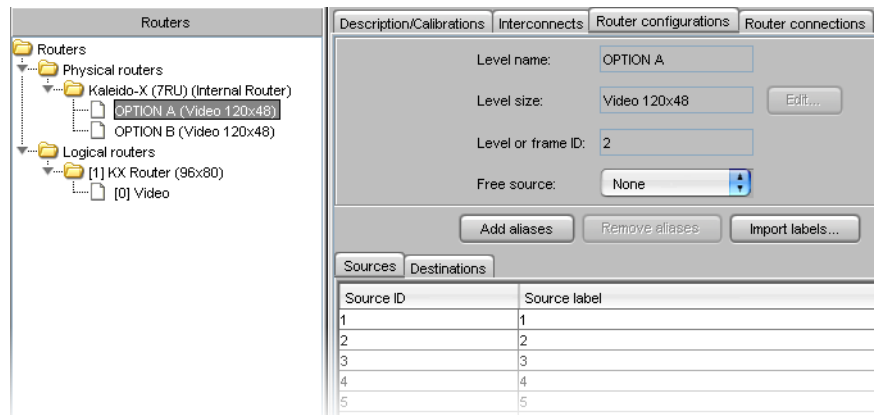 Routers
Routers
Physical routers
Kaleido-X (7RU) (Internal Router)
OPTION A (Video 120x48)
OPTION B (Video 120x48)
Logical routers
[1] KX Router (96x80)
[0] Video
Description/Calibrations Interconnects Router configurations Router connections
Level name: OPTION A
Level size: Video 120x48 Edit...
Level or frame ID: 2
Free source: None
Add aliases Remove aliases Import labels...
Sources Destinations
Source ID Source label
1 1
2 2
3 3
4 4
5 5